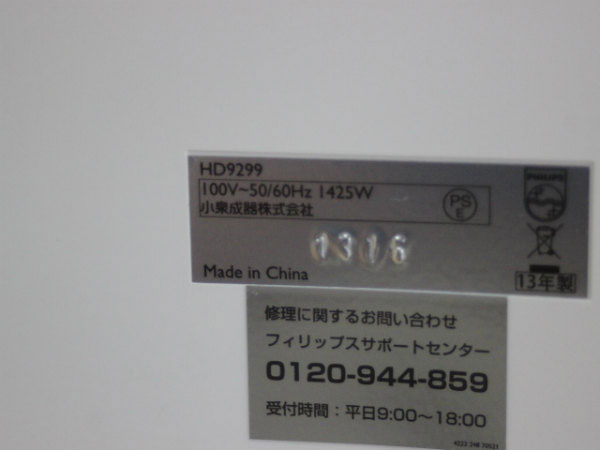 HD9299
100V~50/60Hz 1425W
小泉成器株式会社
PS
E
PHILIPS
1316
Made in China
13年製
修理に関するお問い合わせ
フィリップスサポートセンター
0120-944-859
受付時間：平日9:00～18:00
4222 248 70521